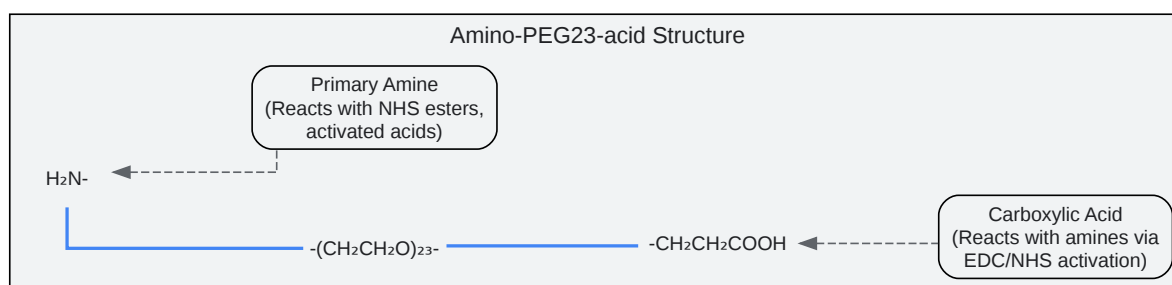 Amino-PEG23-acid Structure
Primary Amine
(Reacts with NHS esters,
activated acids)
H₂N-
-(CH₂CH₂O)₂₃-
-CH₂CH₂COOH
Carboxylic Acid
(Reacts with amines via
EDC/NHS activation)